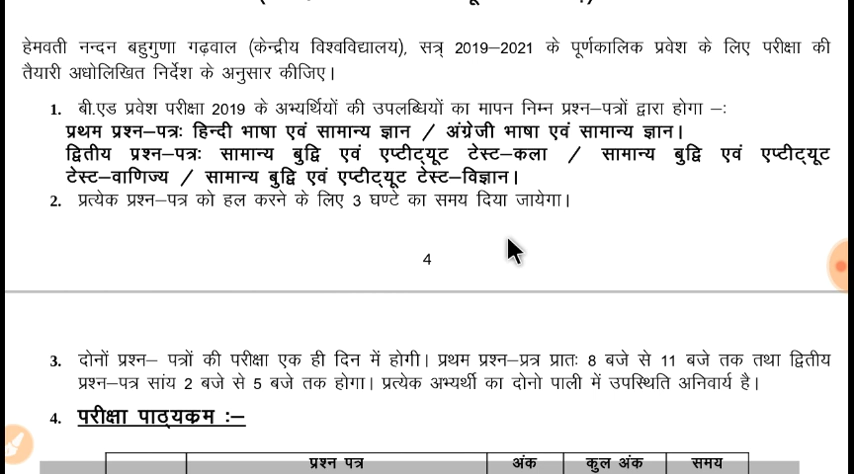 हेमवती नन्दन बहुगुणा गढ़वाल (केन्द्रीय विश्वविद्यालय), सत्र् 2019–2021 के पूर्णकालिक प्रवेश के लिए परीक्षा की
तैयारी अधोलिखित निर्देश के अनुसार कीजिए।
1. बी.एड प्रवेश परीक्षा 2019 के अभ्यर्थियों की उपलब्धियों का मापन निम्न प्रश्न–पत्रों द्वारा होगा –:
प्रथम प्रश्न–पत्रः हिन्दी भाषा एवं सामान्य ज्ञान / अंग्रेजी भाषा एवं सामान्य ज्ञान।
द्वितीय प्रश्न–पत्रः सामान्य बुद्वि एवं एप्टीट्यूट टेस्ट–कला / सामान्य बुद्वि एवं एप्टीट्यूट
टेस्ट–वाणिज्य / सामान्य बुद्वि एवं एप्टीट्यूट टेस्ट–विज्ञान।
2. प्रत्येक प्रश्न–पत्र को हल करने के लिए 3 घण्टे का समय दिया जायेगा।
4
3. दोनों प्रश्न– पत्रों की परीक्षा एक ही दिन में होगी। प्रथम प्रश्न–प्रत्र प्रातः 8 बजे से 11 बजे तक तथा द्वितीय
प्रश्न–पत्र सांय 2 बजे से 5 बजे तक होगा। प्रत्येक अभ्यर्थी का दोनो पाली में उपस्थिति अनिवार्य है।
4. परीक्षा पाठ्यकम :–
प्रश्न पत्र अंक कुल अंक समय